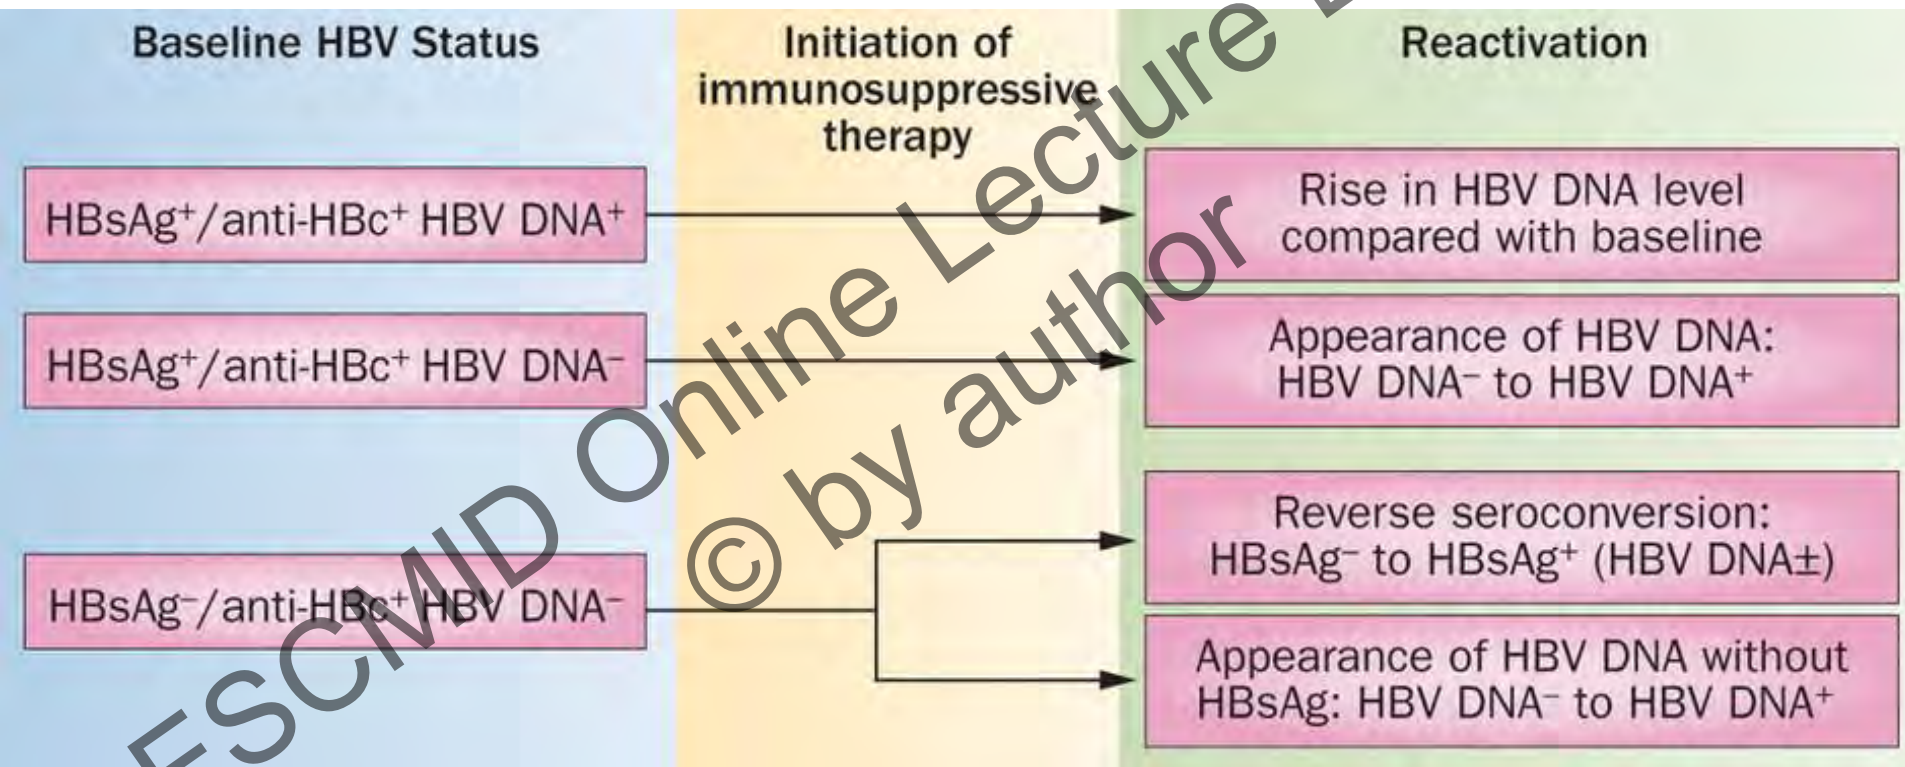 Baseline HBV Status
Initiation of
immunosuppressive
therapy
Reactivation
HBsAg⁺/anti-HBc⁺ HBV DNA⁺
Rise in HBV DNA level
compared with baseline
HBsAg⁺/anti-HBc⁺ HBV DNA⁻
Appearance of HBV DNA:
HBV DNA⁻ to HBV DNA⁺
HBsAg⁻/anti-HBc⁺ HBV DNA⁻
Reverse seroconversion:
HBsAg⁻ to HBsAg⁺ (HBV DNA±)
Appearance of HBV DNA without
HBsAg: HBV DNA⁻ to HBV DNA⁺
ESCMID Online Lecture
© by author